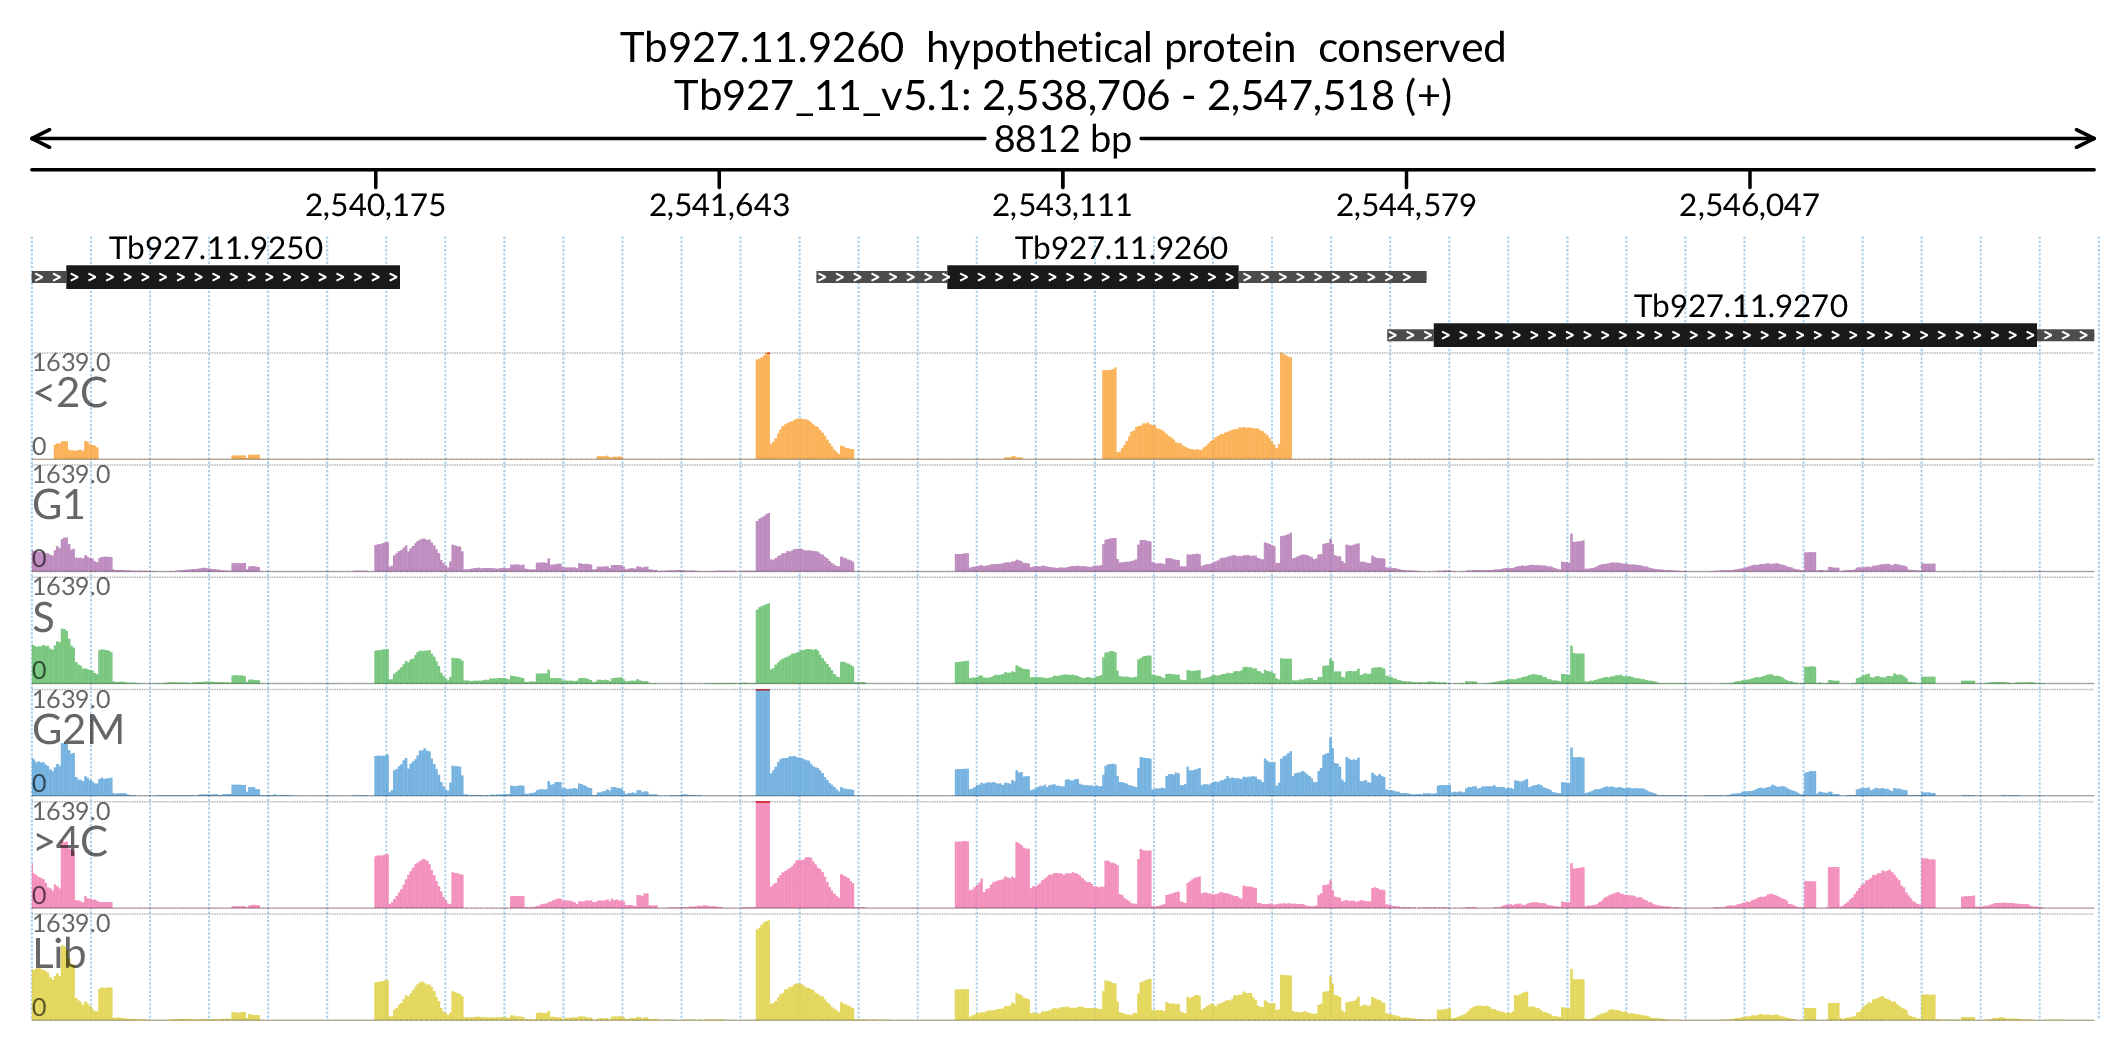 Tb927.11.9260  hypothetical protein  conserved
Tb927_11_v5.1: 2,538,706 - 2,547,518 (+)
8812 bp
2,540,175 2,541,643 2,543,111 2,544,579 2,546,047
Tb927.11.9250 Tb927.11.9260
Tb927.11.9270
1639.0
<2C
0
1639.0
G1
0
1639.0
S
0
1639.0
G2M
0
1639.0
>4C
0
1639.0
Lib
0